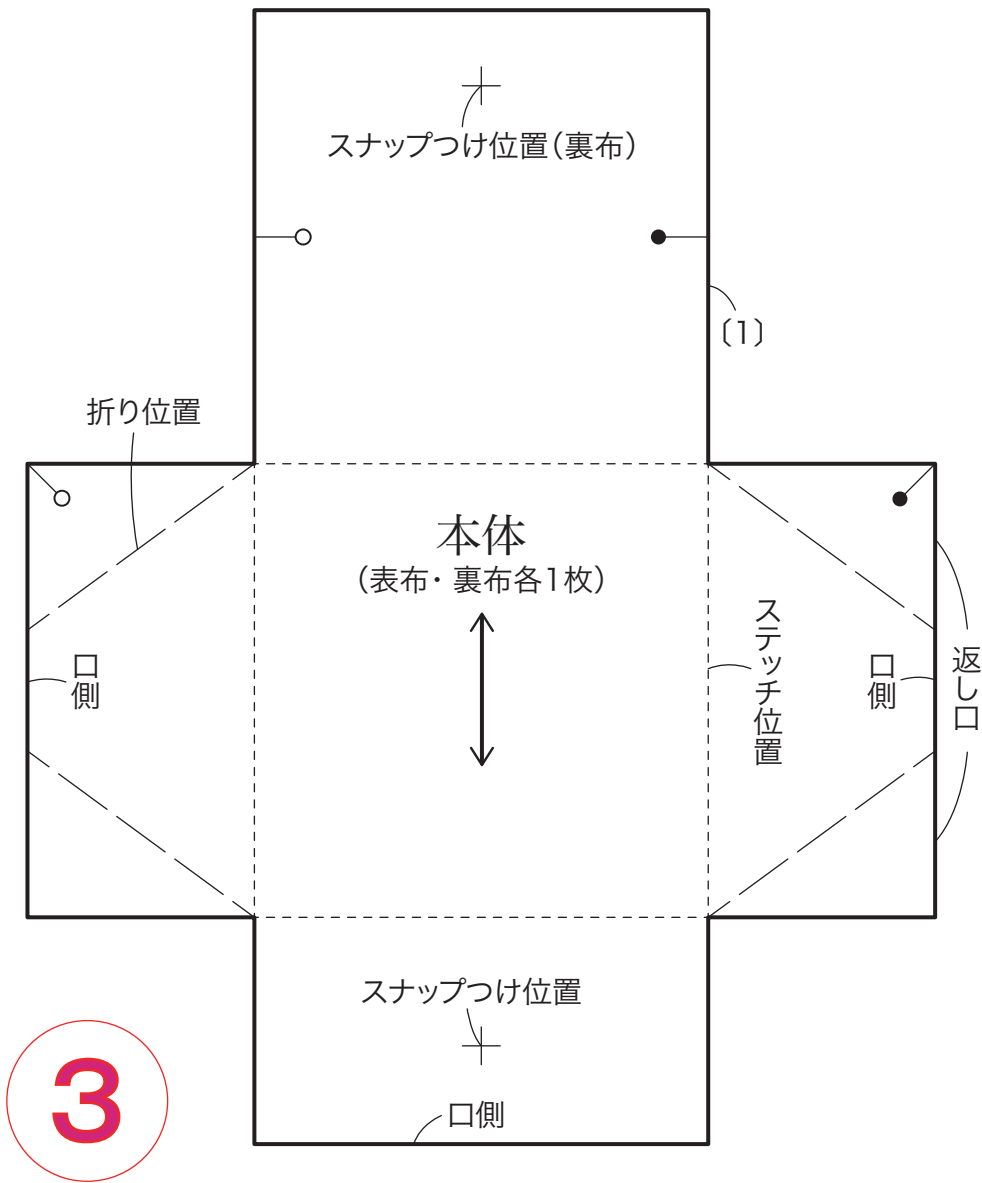 スナップつけ位置(裏布)
〔1〕
折り位置
本体
(表布・裏布各1枚)
口側
ステッチ位置
口側
返し口
スナップつけ位置
口側
3